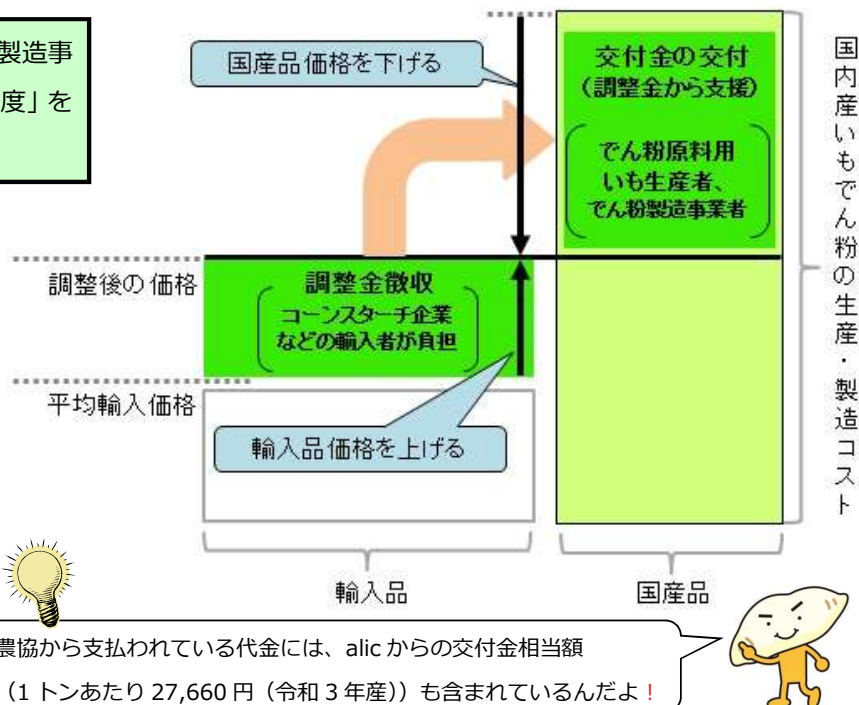 製造事
度」を
国産品価格を下げる
交付金の交付
(調整金から支援)
でん粉原料用
いも生産者、
でん粉製造事業者
国内産いもでん粉の生産・製造コスト
調整後の価格
調整金徴収
コーンスターチ企業
などの輸入者が負担
平均輸入価格
輸入品価格を上げる
輸入品
国産品
農協から支払われている代金には、alic からの交付金相当額
(1 トンあたり 27,660 円(令和 3 年産))も含まれているんだよ!